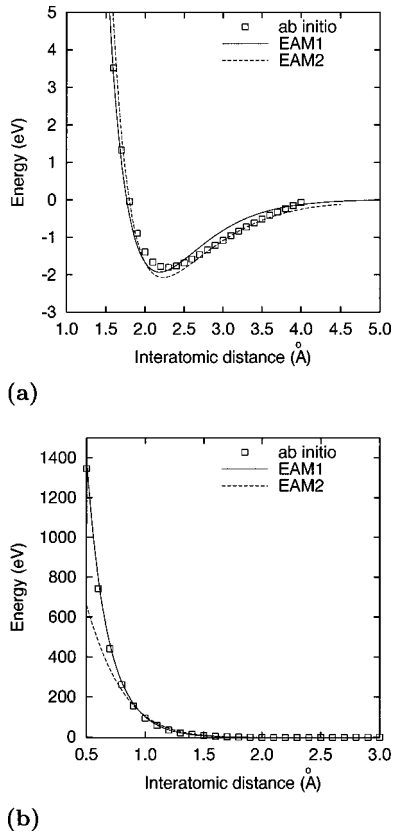 5
4
3
2
1
0
-1
-2
-3
Energy (eV)
ab initio
EAM1
EAM2
1.0 1.5 2.0 2.5 3.0 3.5 4.0 4.5 5.0
Interatomic distance (Å)
(a)
1400
1200
1000
800
600
400
200
0
Energy (eV)
ab initio
EAM1
EAM2
0.5 1.0 1.5 2.0 2.5 3.0
Interatomic distance (Å)
(b)